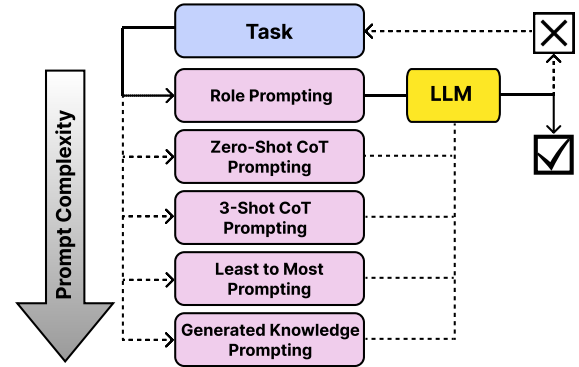 Task
Role Prompting
LLM
Zero-Shot CoT
Prompting
3-Shot CoT
Prompting
Least to Most
Prompting
Generated Knowledge
Prompting
Prompt Complexity